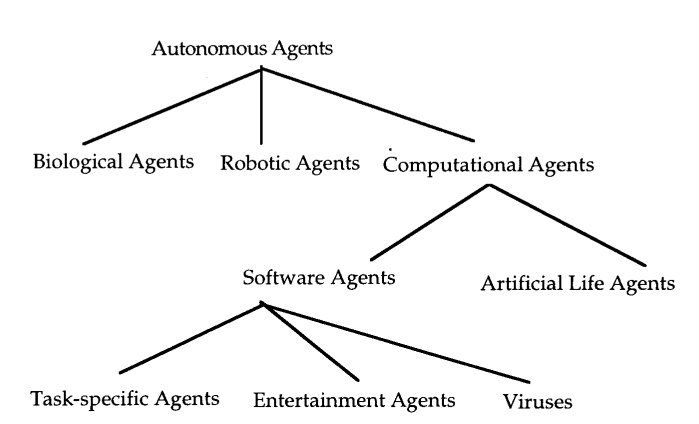 Autonomous Agents
Biological Agents Robotic Agents Computational Agents
Software Agents Artificial Life Agents
Task-specific Agents Entertainment Agents Viruses